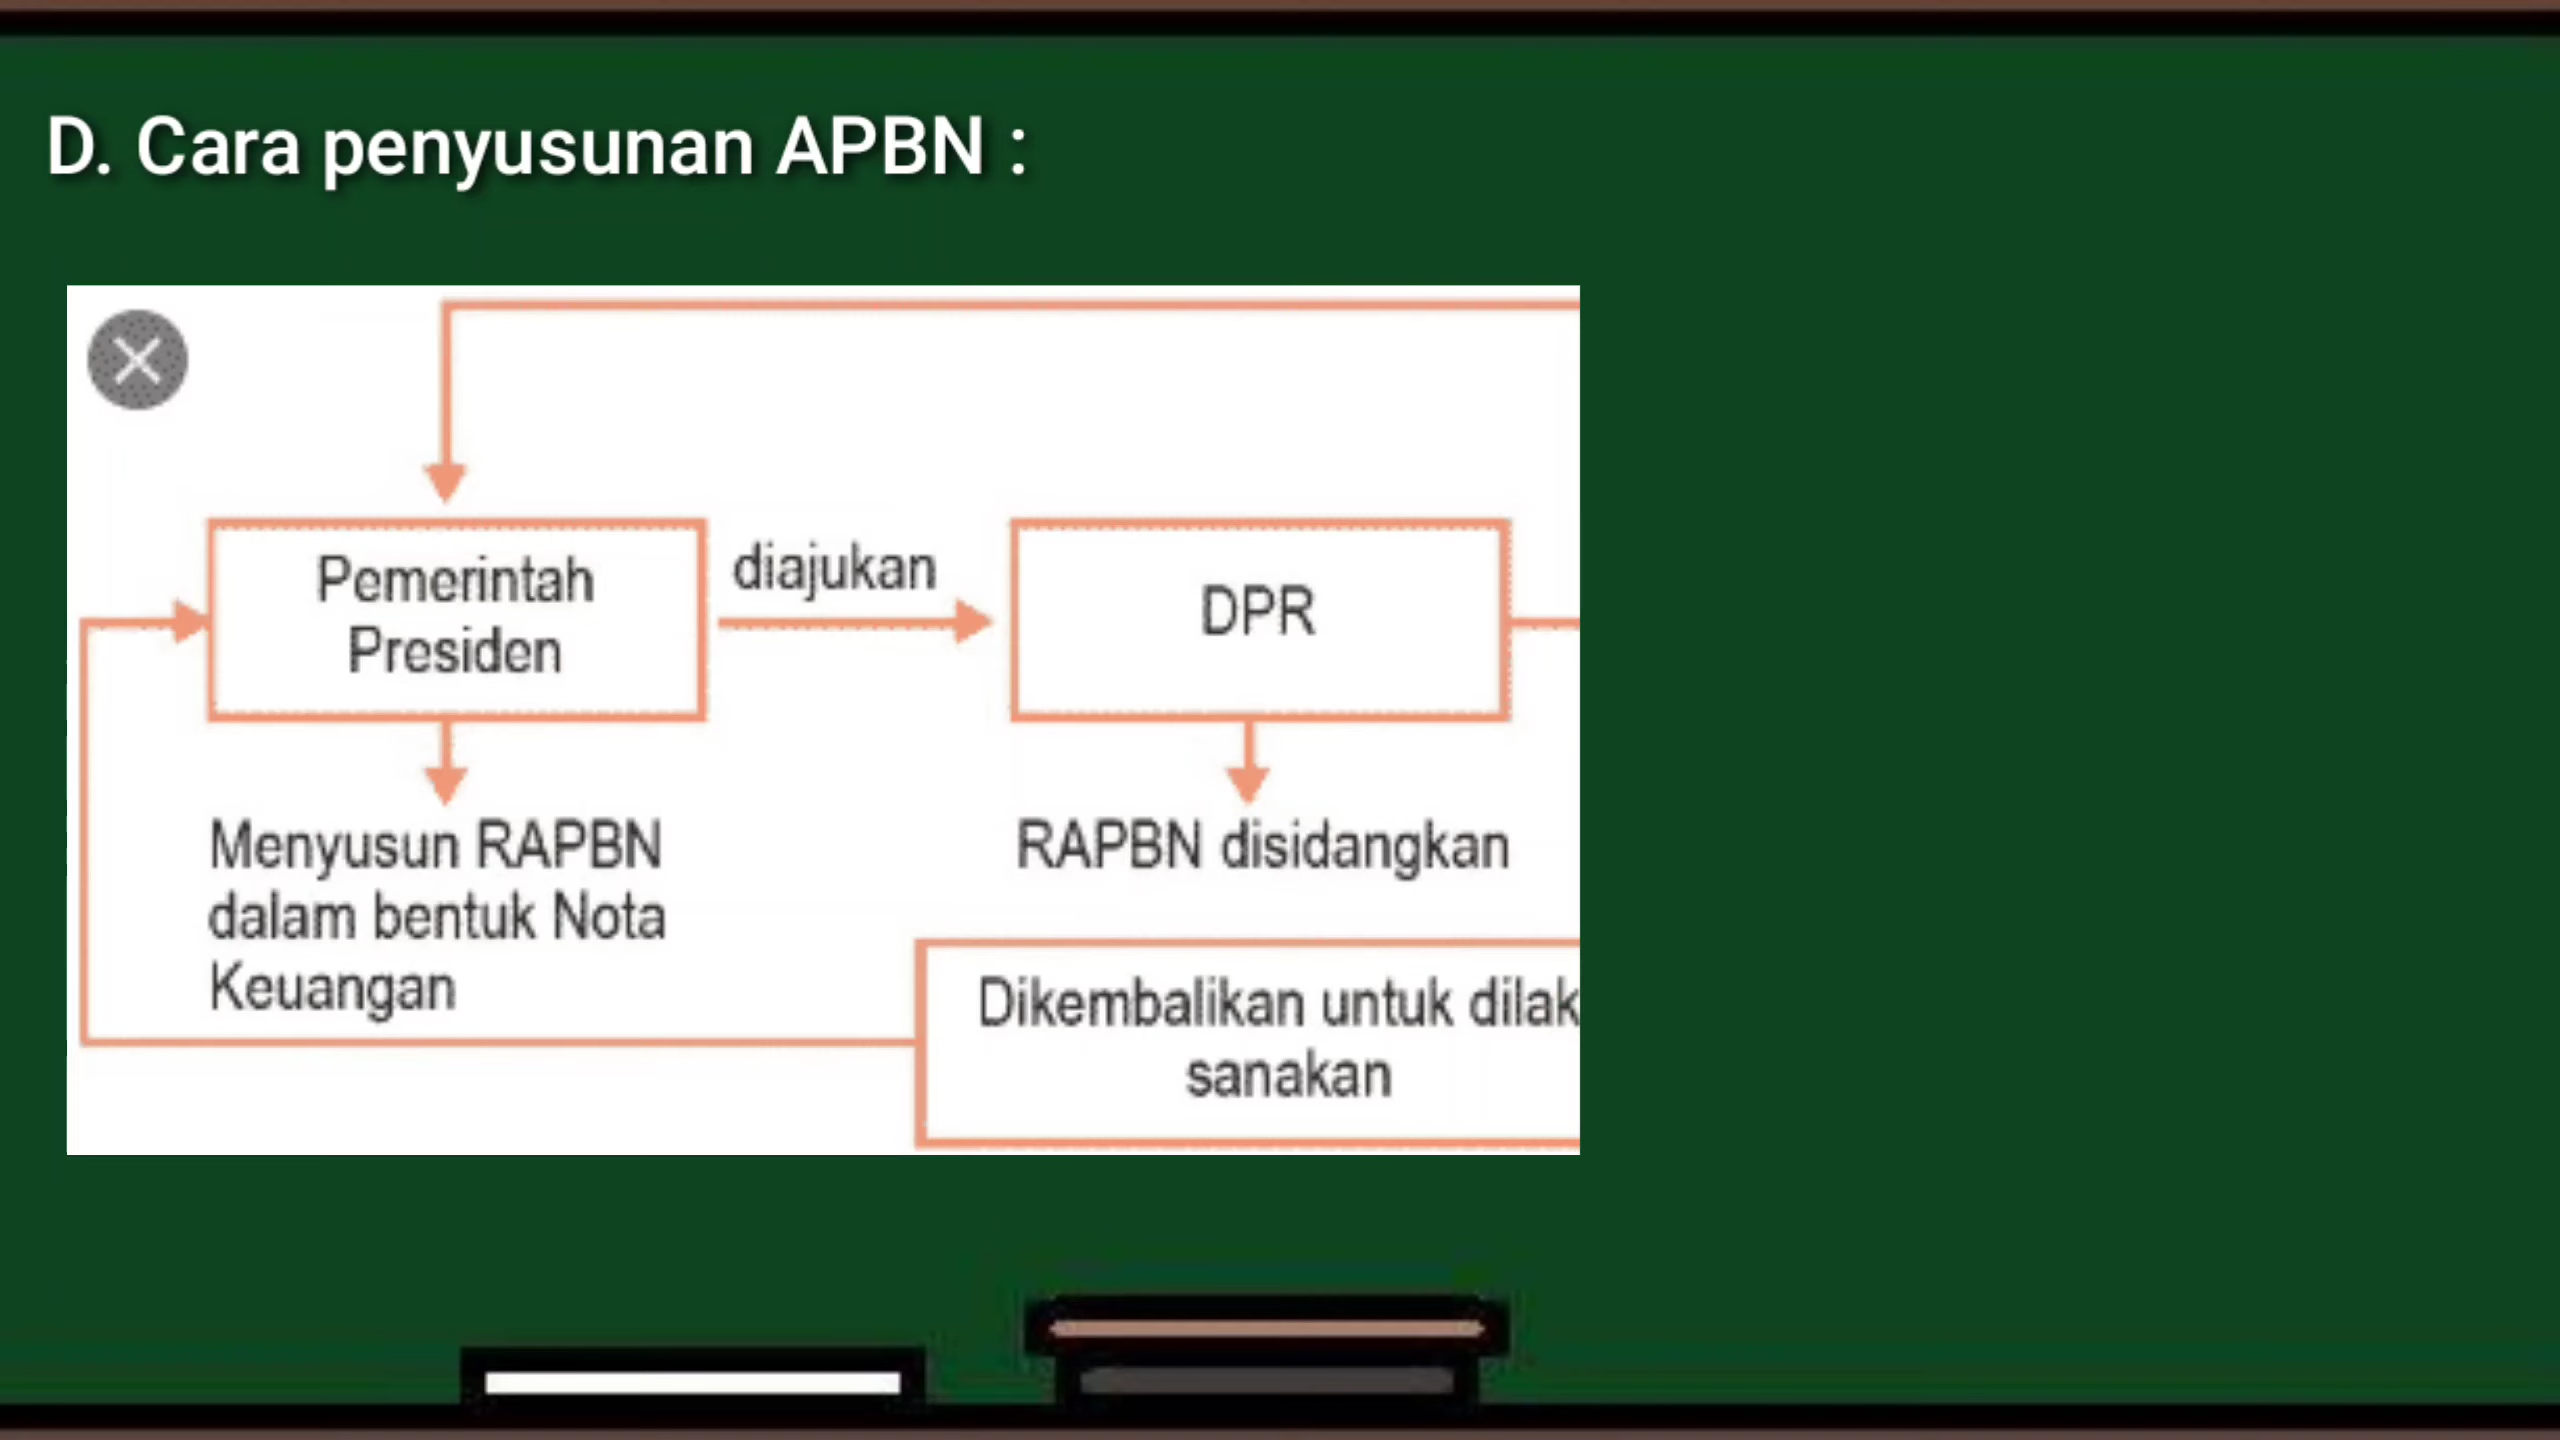 D. Cara penyusunan APBN :
Pemerintah
Presiden
diajukan
DPR
Menyusun RAPBN
dalam bentuk Nota
Keuangan
RAPBN disidangkan
Dikembalikan untuk dilak
sanakan